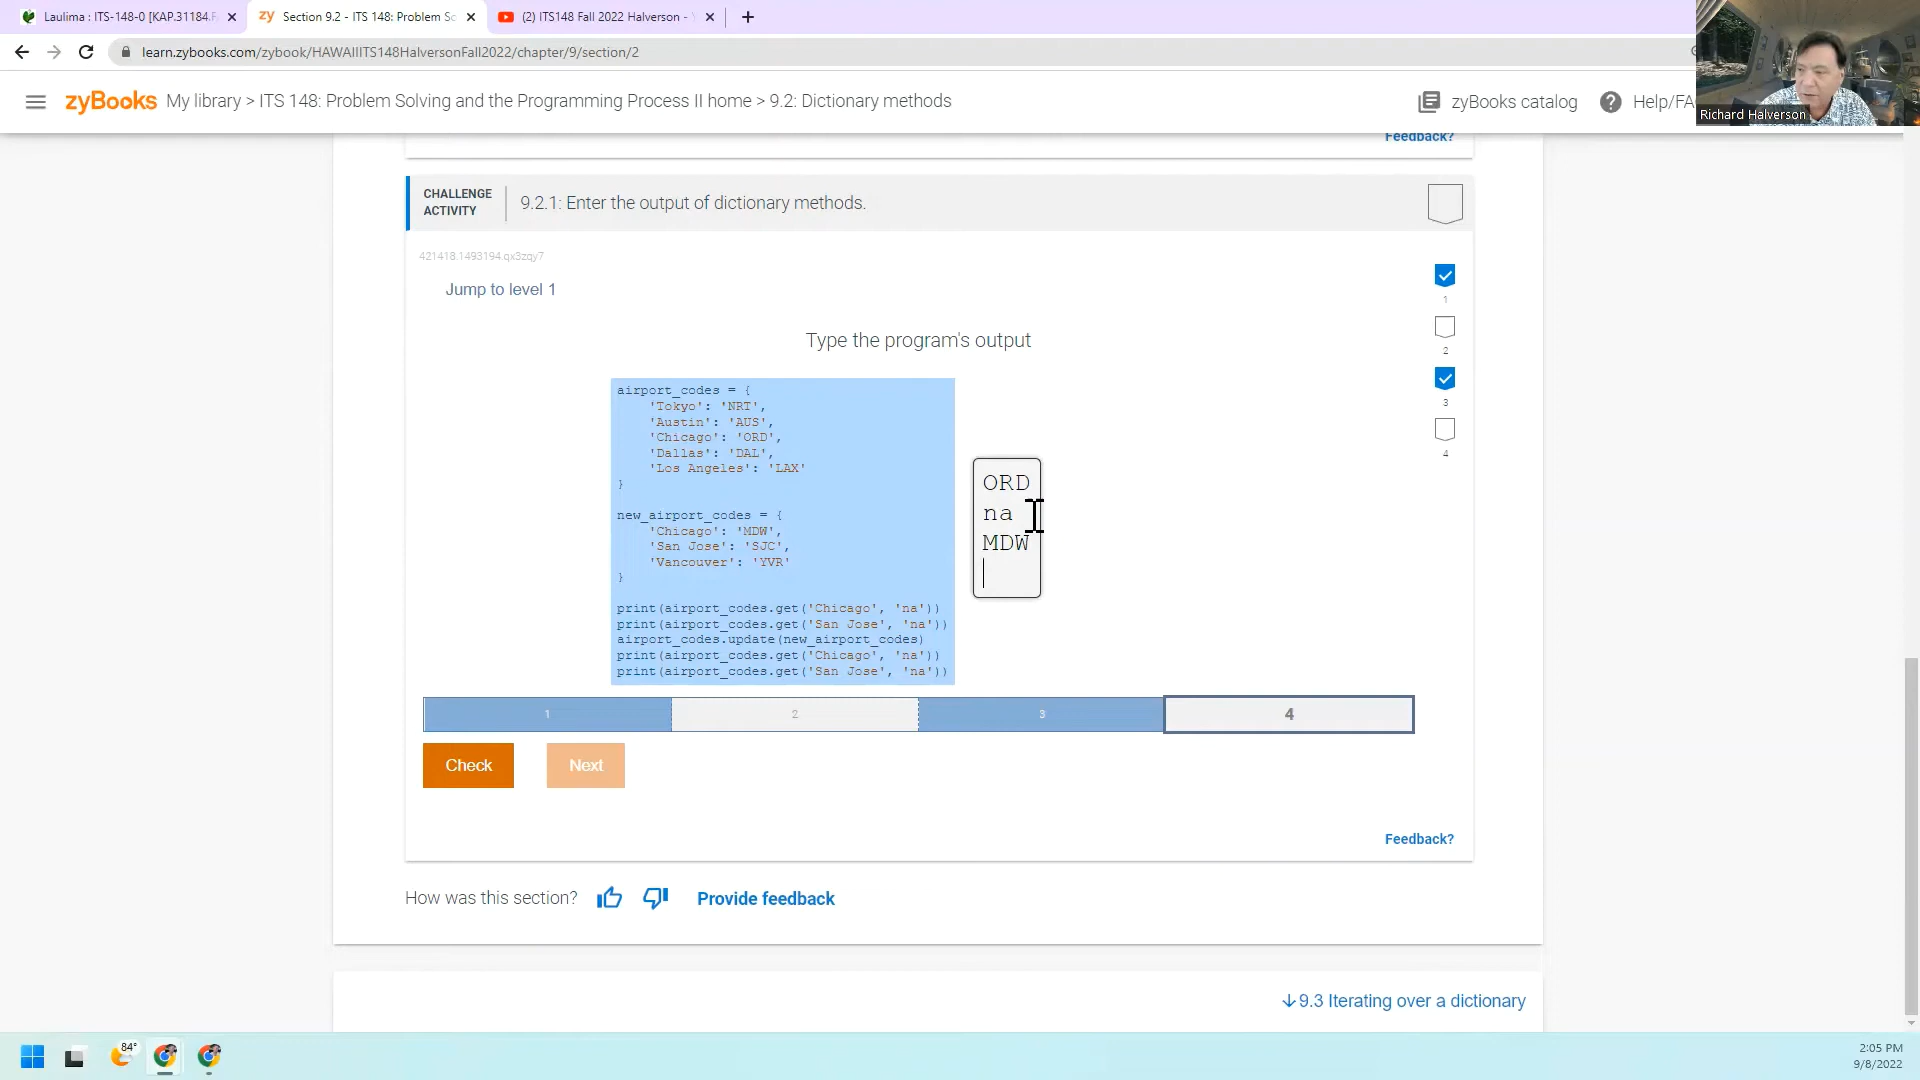 Laulima : ITS-148-0 [KAP.31184.F
Section 9.2 - ITS 148: Problem Sc
(2) ITS148 Fall 2022 Halverson -
learn.zybooks.com/zybook/HAWAIIITS148HalversonFall2022/chapter/9/section/2
zyBooks My library > ITS 148: Problem Solving and the Programming Process II home > 9.2: Dictionary methods
zyBooks catalog
Help/FA
Richard Halverson
Feedback?
CHALLENGE
ACTIVITY
9.2.1: Enter the output of dictionary methods.
421418.1493194.qx3zqy7
Jump to level 1
1
2
3
4
Type the program's output
airport_codes = {
    'Tokyo': 'NRT',
    'Austin': 'AUS',
    'Chicago': 'ORD',
    'Dallas': 'DAL',
    'Los Angeles': 'LAX'
}
new_airport_codes = {
    'Chicago': 'MDW',
    'San Jose': 'SJC',
    'Vancouver': 'YVR'
}
print(airport_codes.get('Chicago', 'na'))
print(airport_codes.get('San Jose', 'na'))
airport_codes.update(new_airport_codes)
print(airport_codes.get('Chicago', 'na'))
print(airport_codes.get('San Jose', 'na'))
ORD
na
MDW
1 2 3 4
Check Next
Feedback?
How was this section? Provide feedback
9.3 Iterating over a dictionary
84°
2:05 PM
9/8/2022